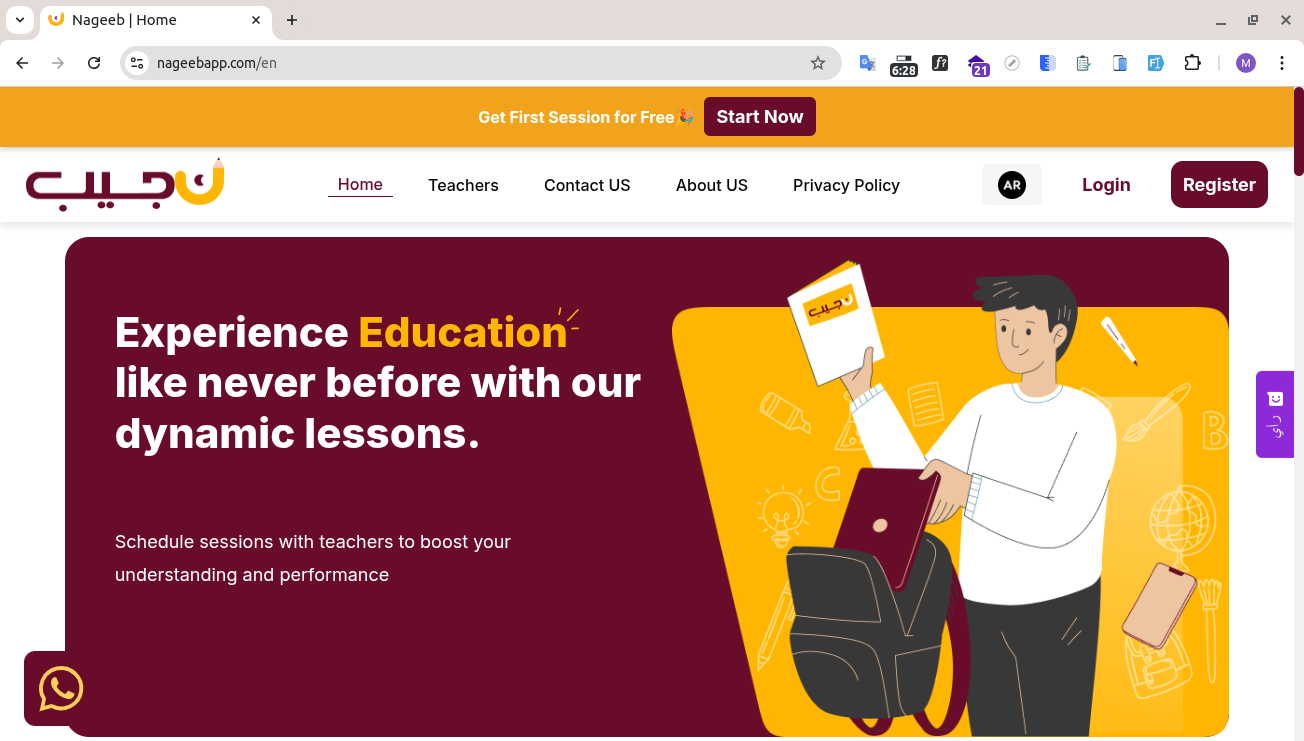 Nageeb | Home
nageebapp.com/en
6:28
f?
21
M
Get First Session for Free🎉 Start Now
نجيب
Home
Teachers
Contact US
About US
Privacy Policy
AR
Login
Register
Experience Education
like never before with our
dynamic lessons.
Schedule sessions with teachers to boost your
understanding and performance
نجيب
C
B